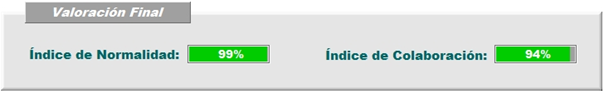 Valoración Final
Índice de Normalidad: 99% Índice de Colaboración: 94%